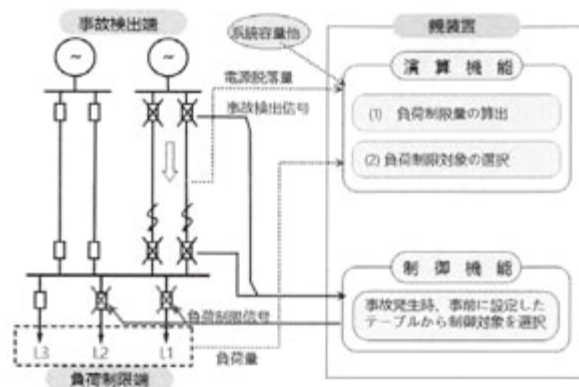 事故検出端
系統容量他
親装置
演算機能
電源脱落量
事故検出信号
(1) 負荷制限量の算出
(2) 負荷制限対象の選択
制御機能
事故発生時、事前に設定した
テーブルから制御対象を選択
負荷制限信号
L3
L2
L1
負荷量
負荷制限端